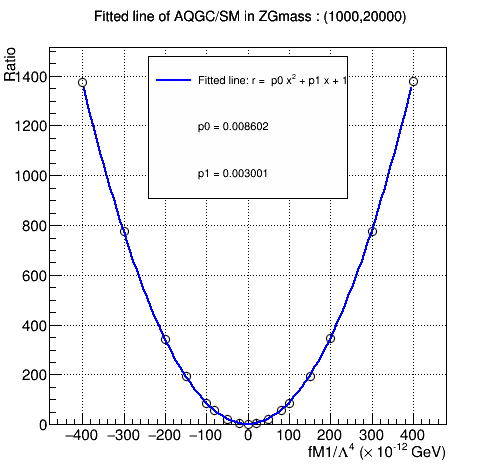 Fitted line of AQGC/SM in ZGmass : (1000,20000)
Ratio
Fitted line: r = p0 x² + p1 x + 1
p0 = 0.008602
p1 = 0.003001
1400
1200
1000
800
600
400
200
0
−400 −300 −200 −100 0 100 200 300 400
fM1/Λ⁴ (× 10⁻¹² GeV)